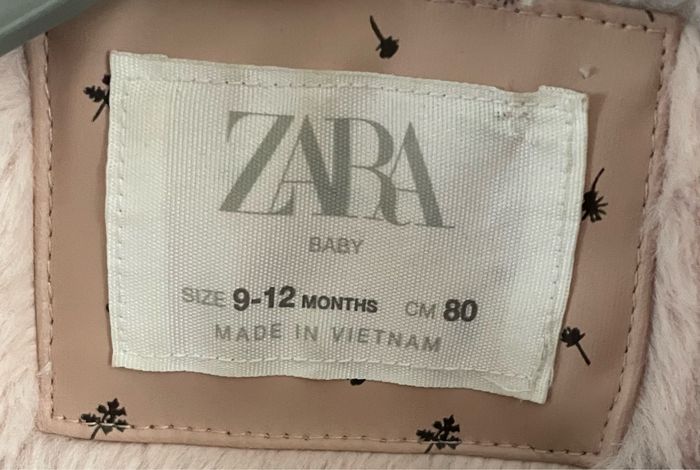 ZARA
BABY
SIZE 9-12 MONTHS CM 80
MADE IN VIETNAM